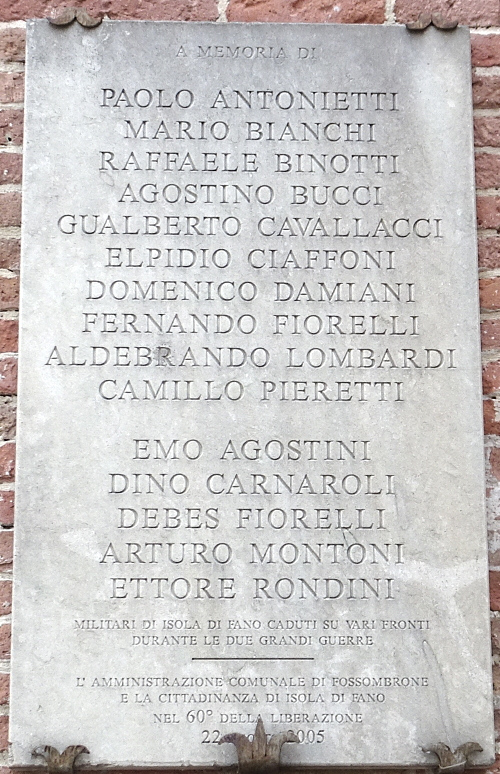 A MEMORIA DI
PAOLO ANTONIETTI
MARIO BIANCHI
RAFFAELE BINOTTI
AGOSTINO BUCCI
GUALBERTO CAVALLACCI
ELPIDIO CIAFFONI
DOMENICO DAMIANI
FERNANDO FIORELLI
ALDEBRANDO LOMBARDI
CAMILLO PIERETTI
EMO AGOSTINI
DINO CARNAROLI
DEBES FIORELLI
ARTURO MONTONI
ETTORE RONDINI
MILITARI DI ISOLA DI FANO CADUTI SU VARI FRONTI
DURANTE LE DUE GRANDI GUERRE
L' AMMINISTRAZIONE COMUNALE DI FOSSOMBRONE
E LA CITTADINANZA DI ISOLA DI FANO
NEL 60° DELLA LIBERAZIONE
22 2005